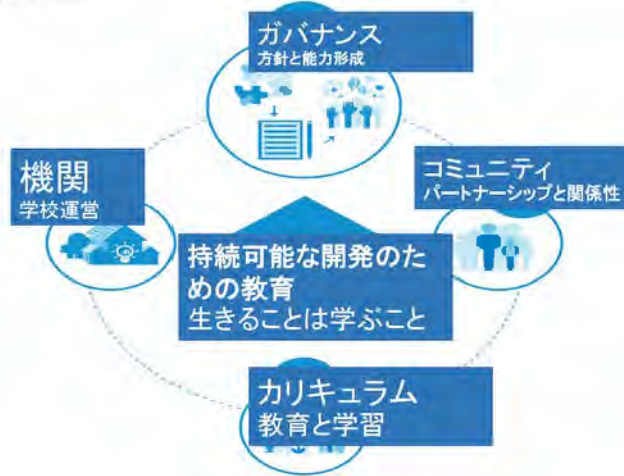 ガバナンス
方針と能力形成
機関
学校運営
コミュニティ
パートナーシップと関係性
持続可能な開発のた
めの教育
生きることは学ぶこと
カリキュラム
教育と学習